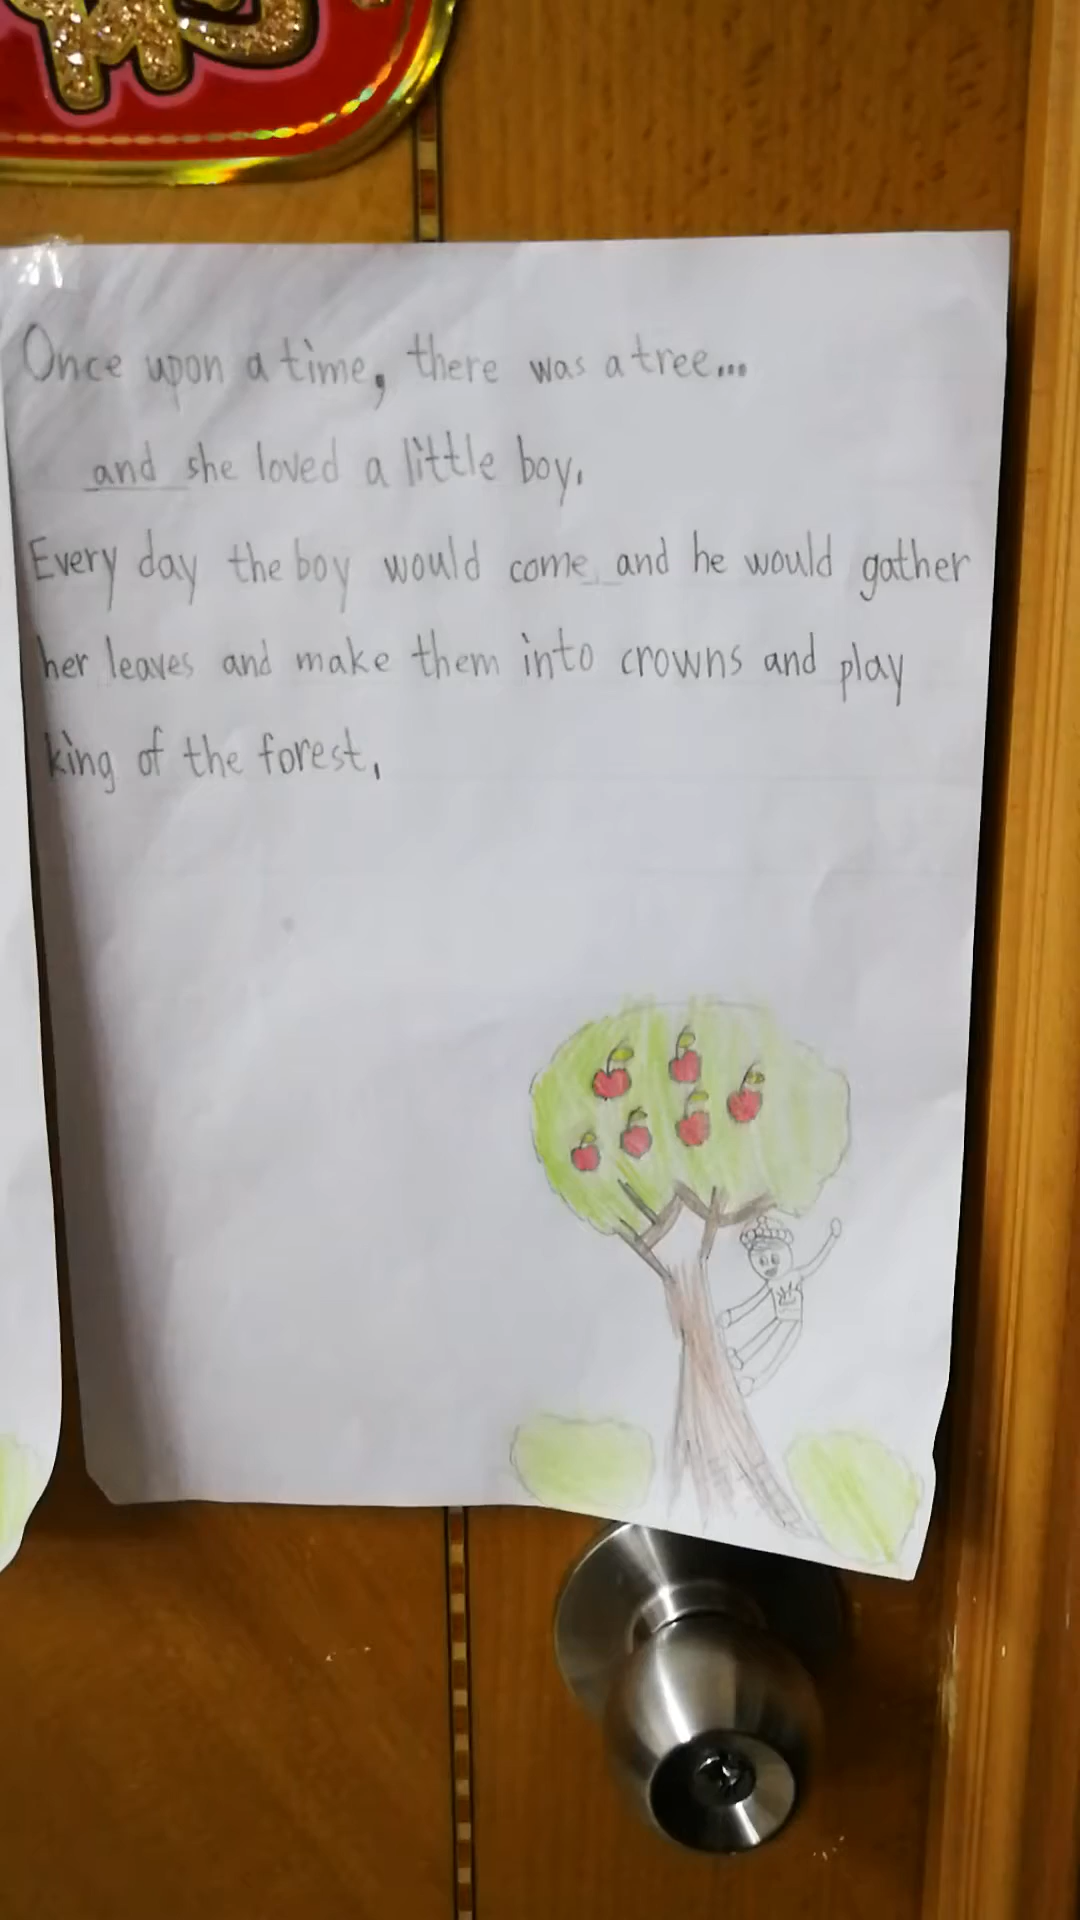 Once upon a time, there was a tree...
and she loved a little boy.
Every day the boy would come and he would gather
her leaves and make them into crowns and play
king of the forest,